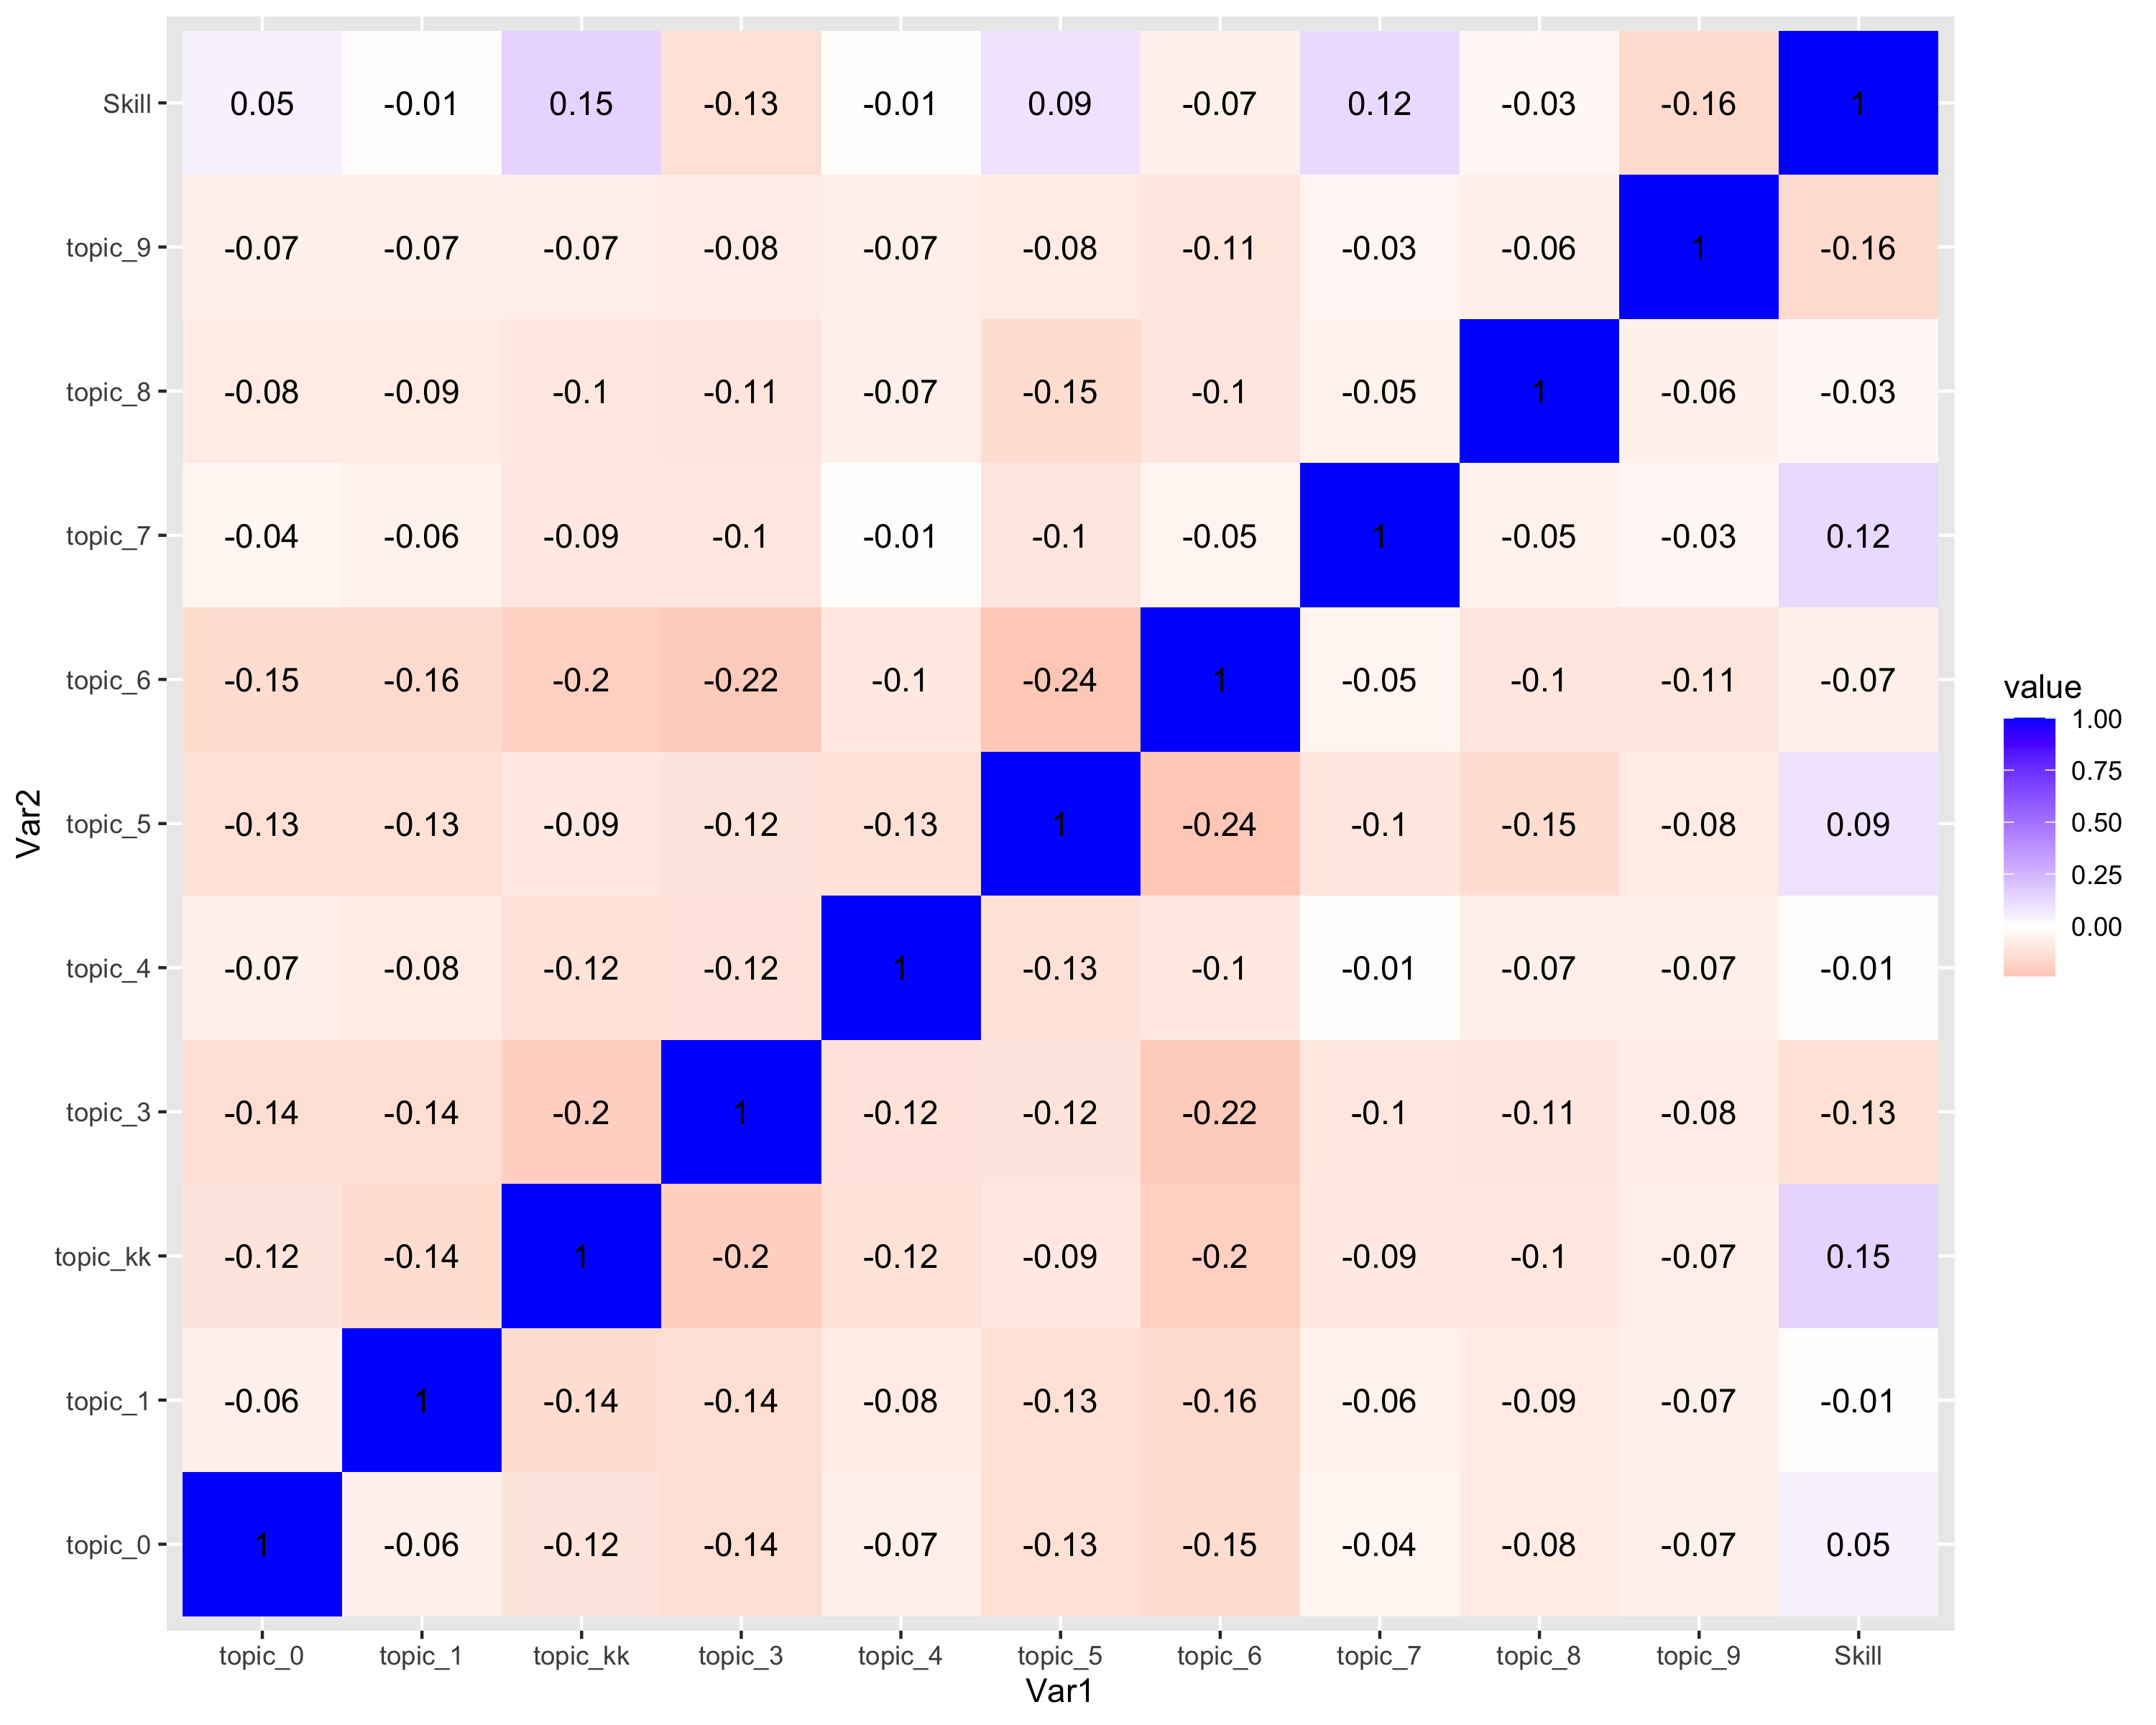 Skill 0.05 -0.01 0.15 -0.13 -0.01 0.09 -0.07 0.12 -0.03 -0.16 1
topic_9 -0.07 -0.07 -0.07 -0.08 -0.07 -0.08 -0.11 -0.03 -0.06 1 -0.16
topic_8 -0.08 -0.09 -0.1 -0.11 -0.07 -0.15 -0.1 -0.05 1 -0.06 -0.03
topic_7 -0.04 -0.06 -0.09 -0.1 -0.01 -0.1 -0.05 1 -0.05 -0.03 0.12
topic_6 -0.15 -0.16 -0.2 -0.22 -0.1 -0.24 1 -0.05 -0.1 -0.11 -0.07
topic_5 -0.13 -0.13 -0.09 -0.12 -0.13 1 -0.24 -0.1 -0.15 -0.08 0.09
topic_4 -0.07 -0.08 -0.12 -0.12 1 -0.13 -0.1 -0.01 -0.07 -0.07 -0.01
topic_3 -0.14 -0.14 -0.2 1 -0.12 -0.12 -0.22 -0.1 -0.11 -0.08 -0.13
topic_kk -0.12 -0.14 1 -0.2 -0.12 -0.09 -0.2 -0.09 -0.1 -0.07 0.15
topic_1 -0.06 1 -0.14 -0.14 -0.08 -0.13 -0.16 -0.06 -0.09 -0.07 -0.01
topic_0 1 -0.06 -0.12 -0.14 -0.07 -0.13 -0.15 -0.04 -0.08 -0.07 0.05
topic_0 topic_1 topic_kk topic_3 topic_4 topic_5 topic_6 topic_7 topic_8 topic_9 Skill
Var1
Var2
value
1.00
0.75
0.50
0.25
0.00